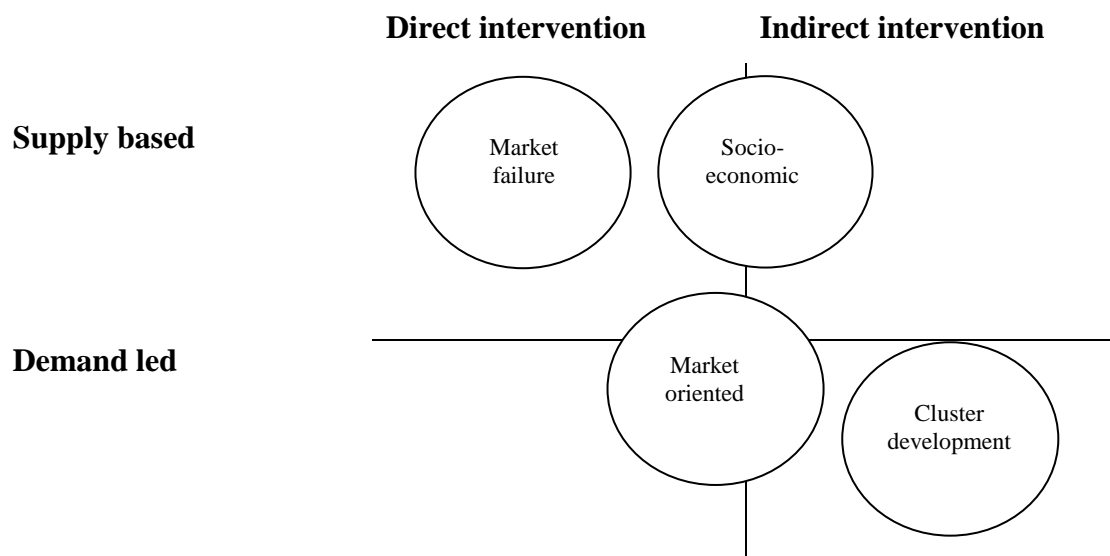 Direct intervention
Indirect intervention
Supply based
Market
failure
Socio-
economic
Demand led
Market
oriented
Cluster
development